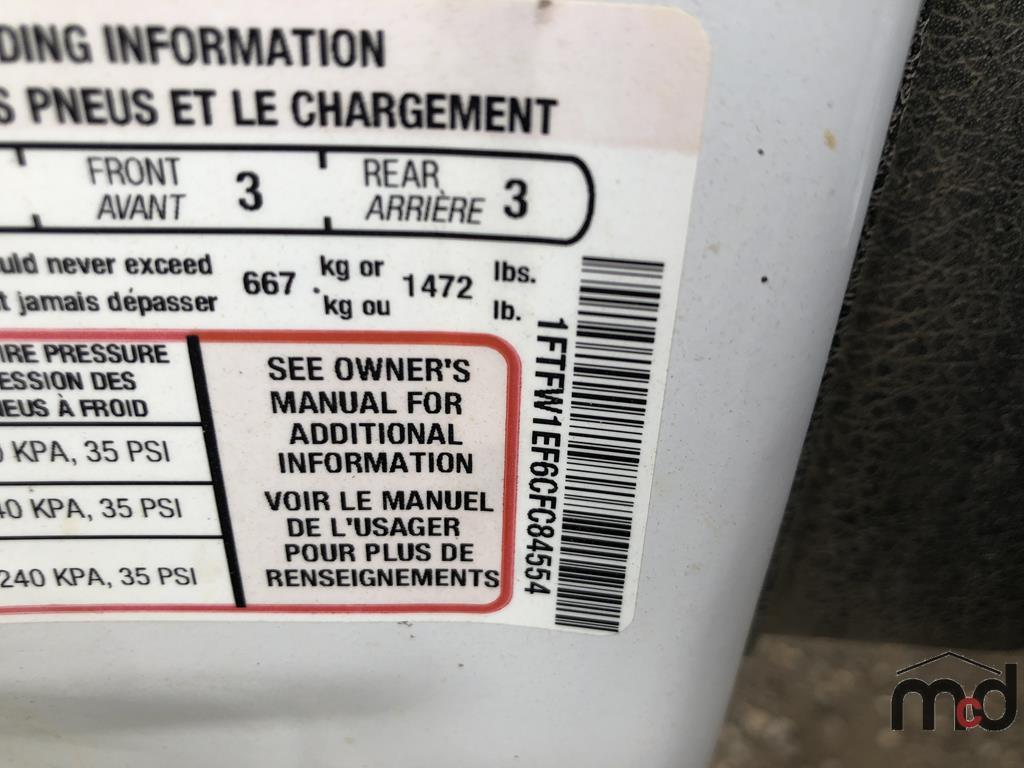 DING INFORMATION
S PNEUS ET LE CHARGEMENT
FRONT
AVANT 3
REAR
ARRIÈRE 3
uld never exceed 667 kg or 1472 lbs.
t jamais dépasser kg ou lb.
IRE PRESSURE
ESSION DES
NEUS À FROID
0 KPA, 35 PSI
40 KPA, 35 PSI
240 KPA, 35 PSI
SEE OWNER'S
MANUAL FOR
ADDITIONAL
INFORMATION
VOIR LE MANUEL
DE L'USAGER
POUR PLUS DE
RENSEIGNEMENTS
1FTFW1EF6CFC84554
mcd